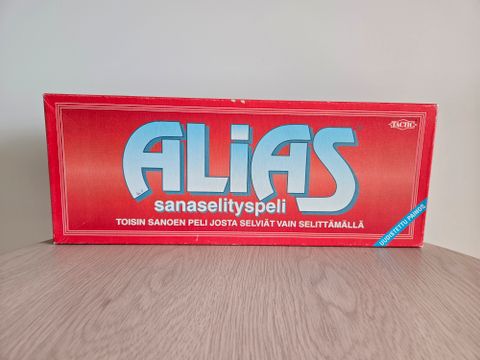 TACTIC
ALiAS
sanaselityspeli
TOISIN SANOEN PELI JOSTA SELVIÄT VAIN SELITTÄMÄLLÄ
UUDISTETTU PAINOS